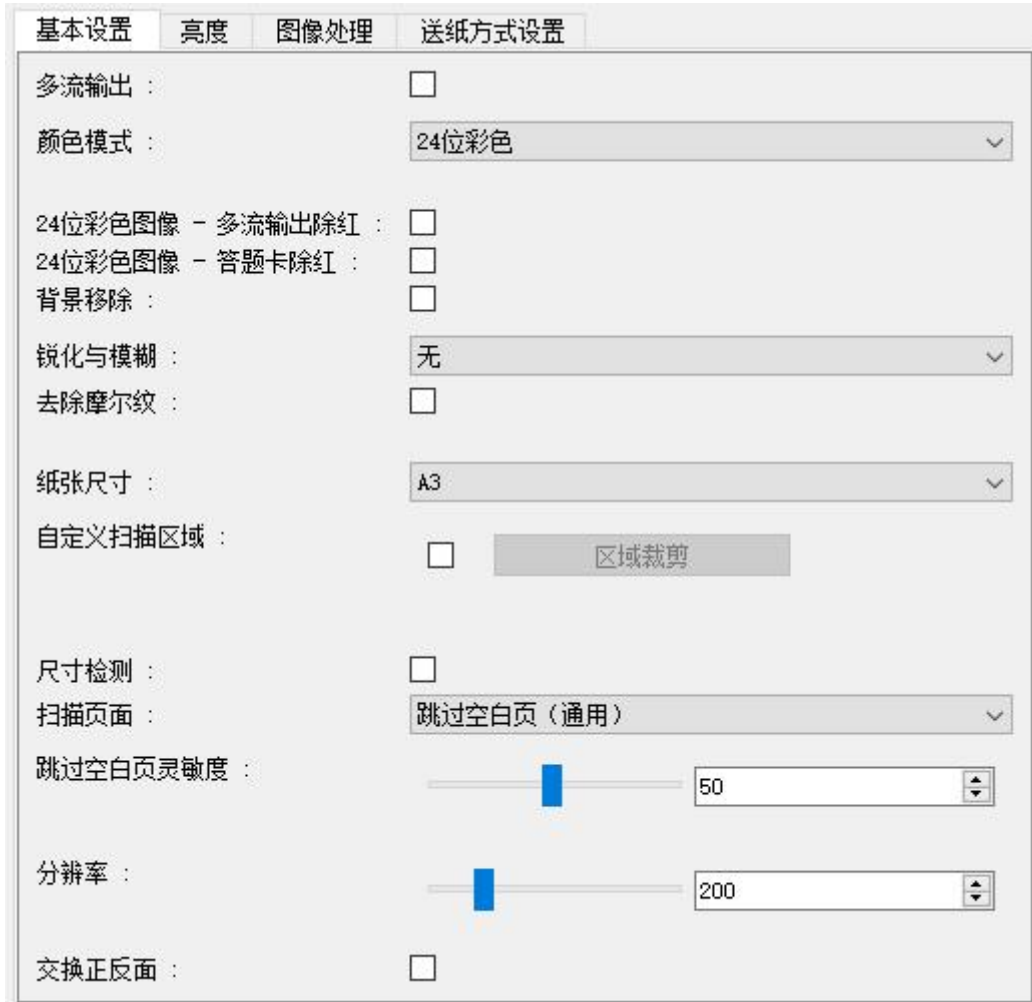 基本设置 亮度 图像处理 送纸方式设置
多流输出 :
颜色模式 : 24位彩色
24位彩色图像 - 多流输出除红 :
24位彩色图像 - 答题卡除红 :
背景移除 :
锐化与模糊 : 无
去除摩尔纹 :
纸张尺寸 : A3
自定义扫描区域 : 区域裁剪
尺寸检测 :
扫描页面 : 跳过空白页（通用）
跳过空白页灵敏度 : 50
分辨率 : 200
交换正反面 :